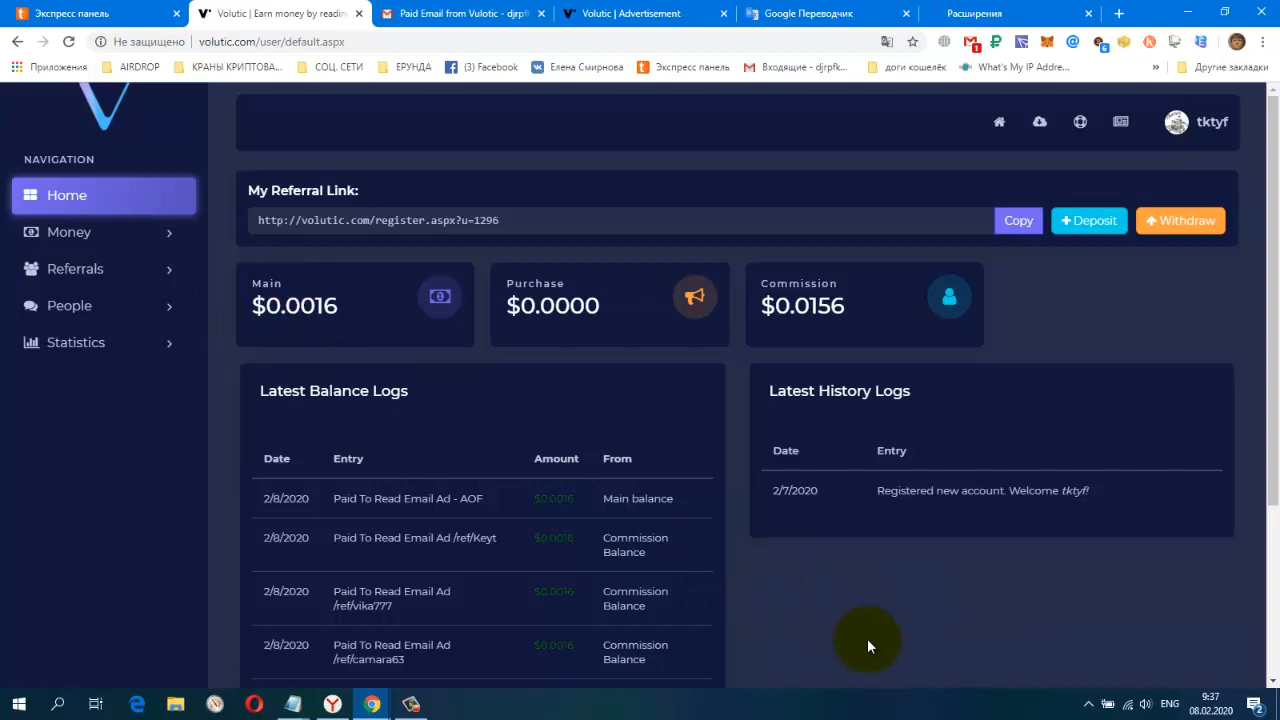 Экспресс панель
Volutic | Earn money by readin
Paid Email from Vulotic - djrpf
Volutic | Advertisement
Google Переводчик
Расширения
Не защищено
volutic.com/user/default.aspx
1
6
Приложения
AIRDROP
КРАНЫ КРИПТОВА...
СОЦ. СЕТИ
ЕРУНДА
(3) Facebook
Елена Смирнова
Экспресс панель
Входящие - djrpfk...
доги кошелёк
What's My IP Addre...
»
Другие закладки
tktyf
NAVIGATION
Home
Money
Referrals
People
Statistics
My Referral Link:
http://volutic.com/register.aspx?u=1296
Copy
+ Deposit
Withdraw
Main
$0.0016
Purchase
$0.0000
Commission
$0.0156
Latest Balance Logs
Date Entry Amount From
2/8/2020 Paid To Read Email Ad - AOF $0.0016 Main balance
2/8/2020 Paid To Read Email Ad /ref/Keyt $0.0016 Commission
Balance
2/8/2020 Paid To Read Email Ad $0.0016 Commission
/ref/vika777 Balance
2/8/2020 Paid To Read Email Ad $0.0016 Commission
/ref/camara63 Balance
Latest History Logs
Date Entry
2/7/2020 Registered new account. Welcome tktyf!
ENG
9:37
08.02.2020
2